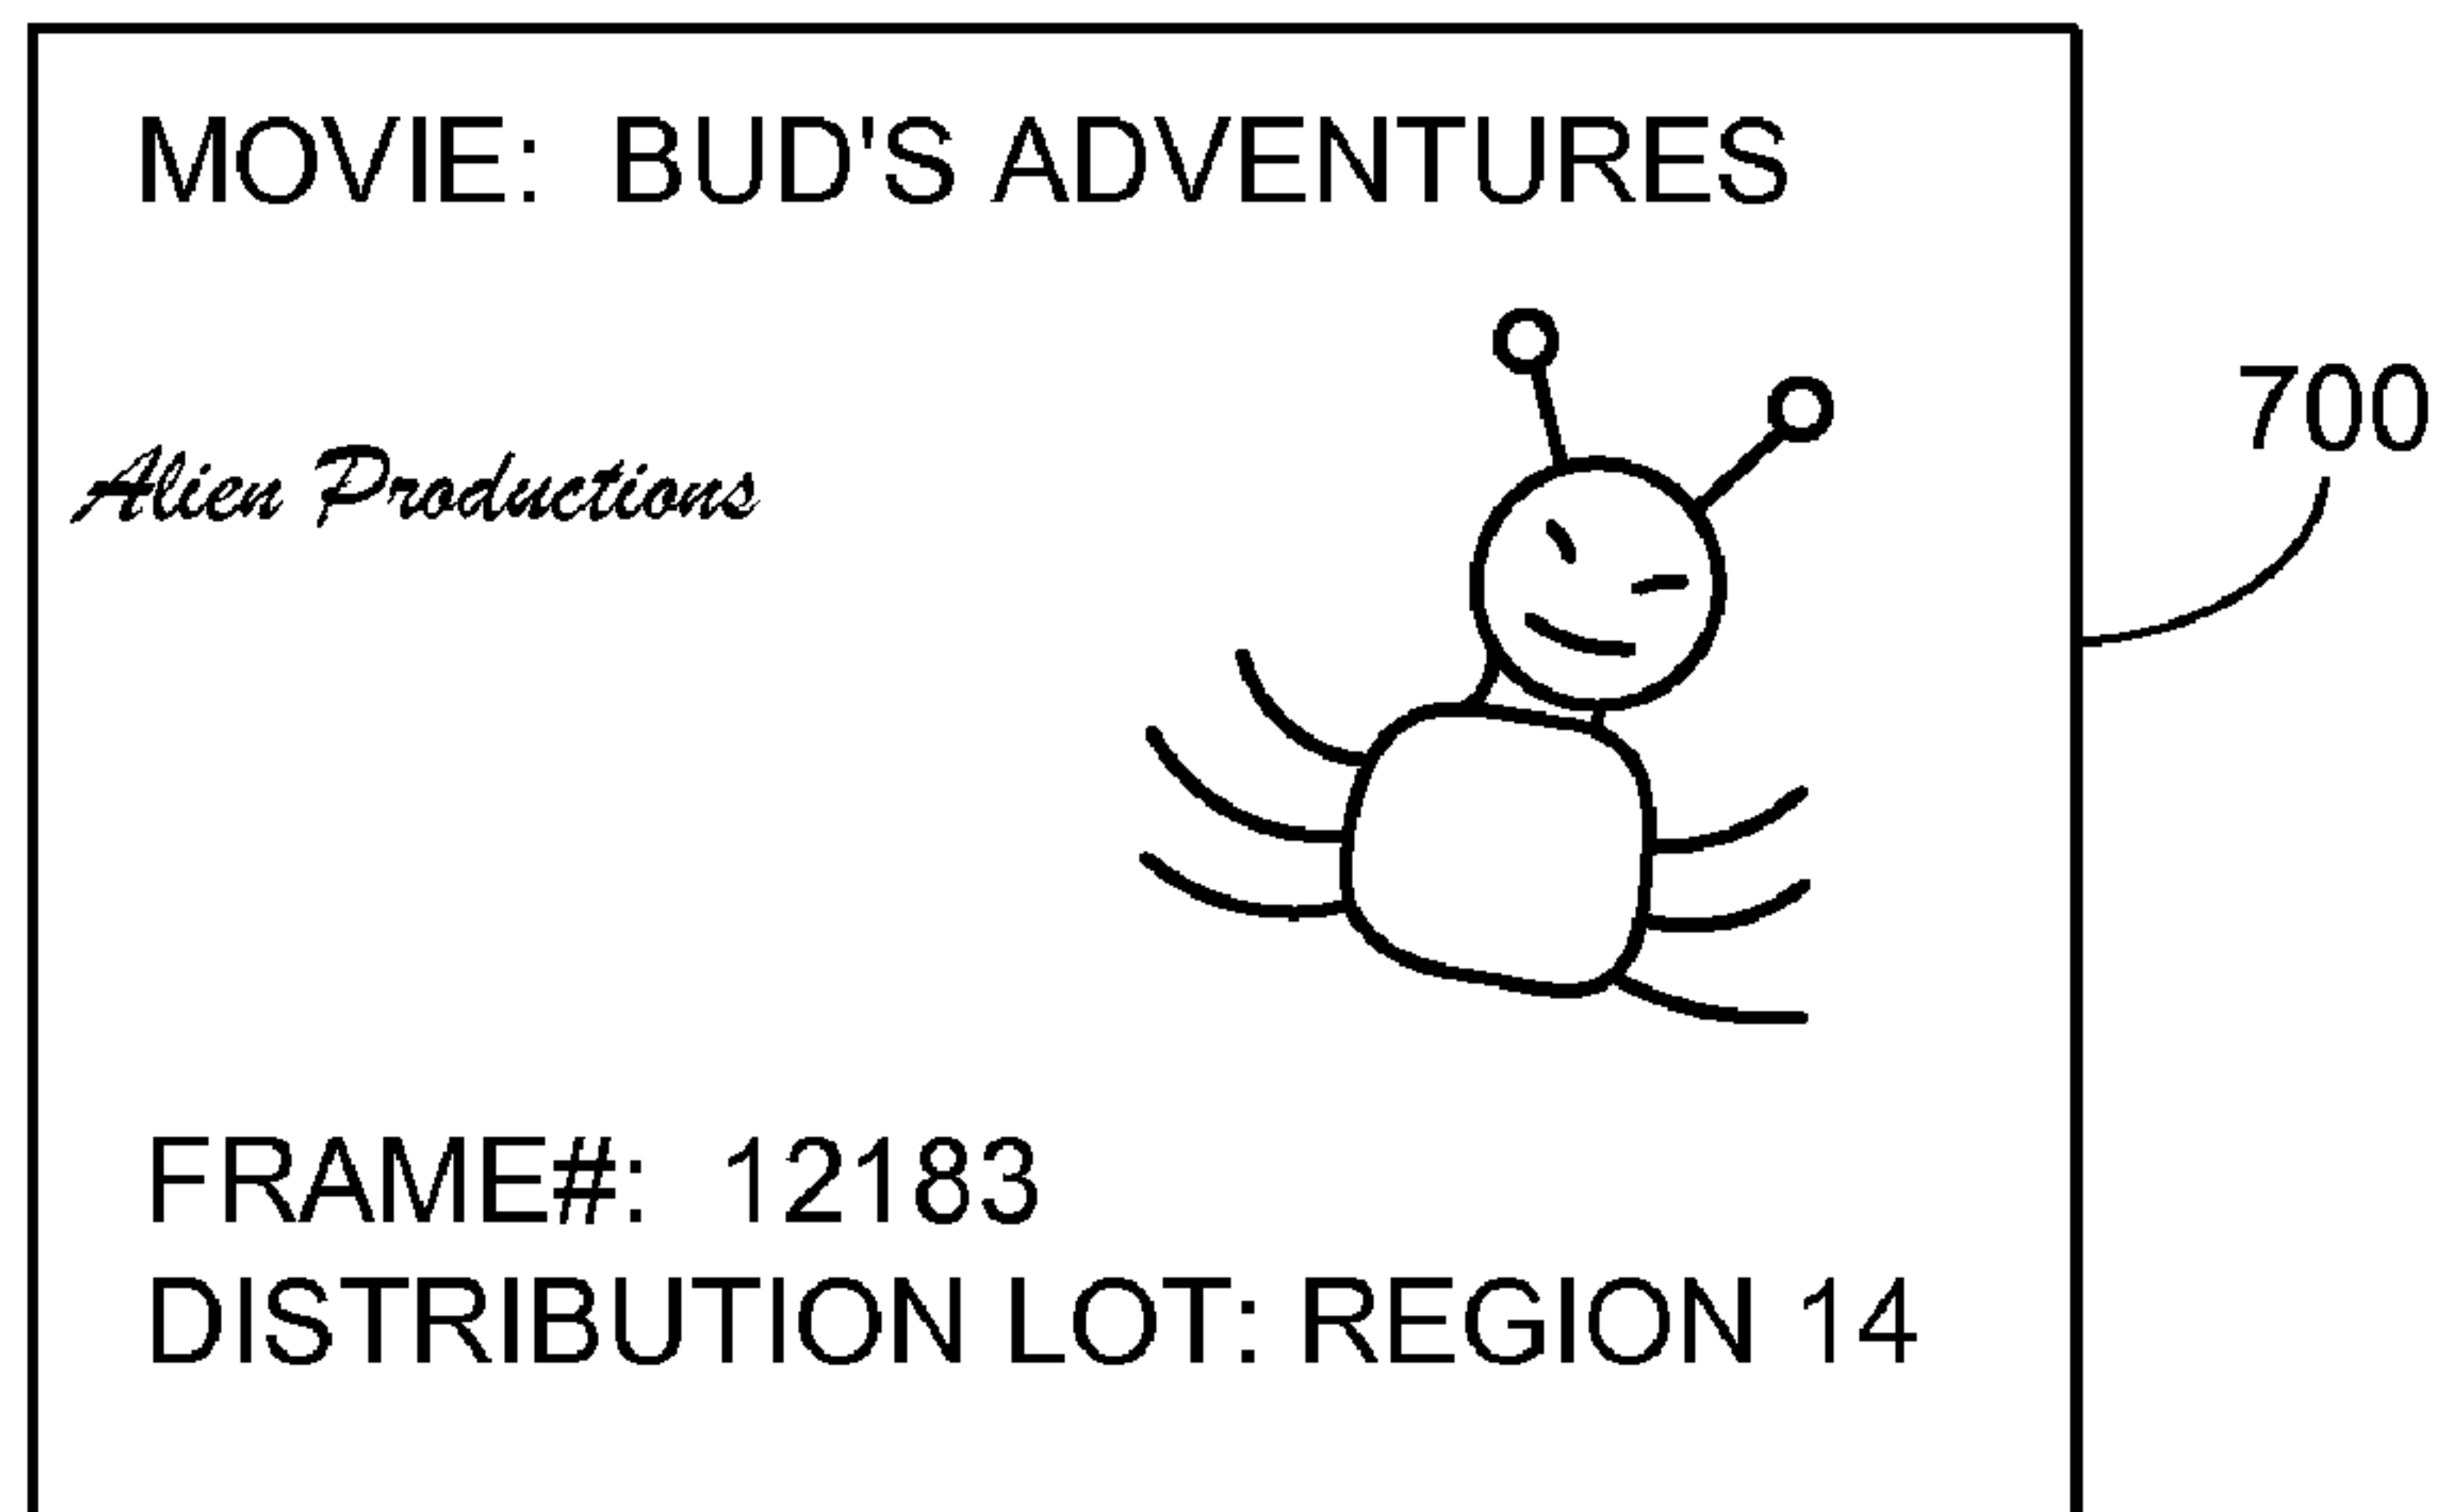 MOVIE: BUD'S ADVENTURES
700
Alien Productions
FRAME#: 12183
DISTRIBUTION LOT: REGION 14